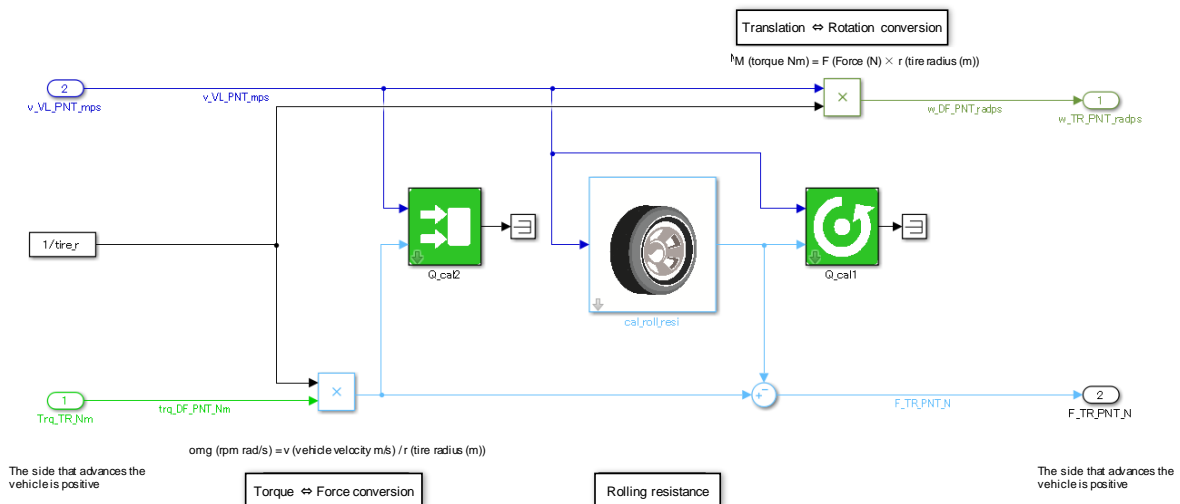 Translation ⇔ Rotation conversion
M (torque Nm) = F (Force (N) × r (tire radius (m))
2
v_VL_PNT_mps
v_VL_PNT_mps
×
w_DF_PNT_radps
1
w_TR_PNT_radps
1/tire_r
Q_cal2
cal_roll_resi
Q_cal1
1
Trq_TR_Nm
trq_DF_PNT_Nm
×
−
+
F_TR_PNT_N
2
F_TR_PNT_N
omg (rpm rad/s) = v (vehicle velocity m/s) / r (tire radius (m))
The side that advances the
vehicle is positive
Torque ⇔ Force conversion
Rolling resistance
The side that advances the
vehicle is positive